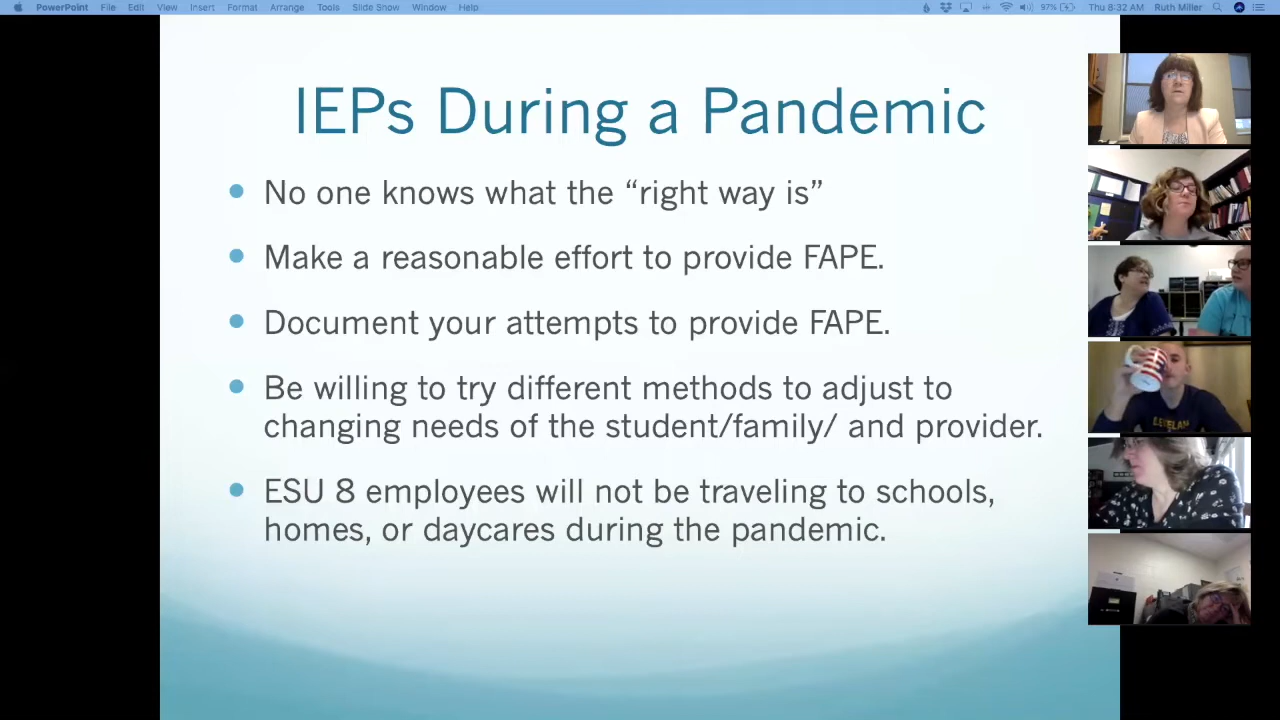 PowerPoint File Edit View Insert Format Arrange Tools Slide Show Window Help 97% Thu 8:32 AM Ruth Miller
IEPs During a Pandemic
No one knows what the “right way is”
Make a reasonable effort to provide FAPE.
Document your attempts to provide FAPE.
Be willing to try different methods to adjust to
changing needs of the student/family/ and provider.
ESU 8 employees will not be traveling to schools,
homes, or daycares during the pandemic.